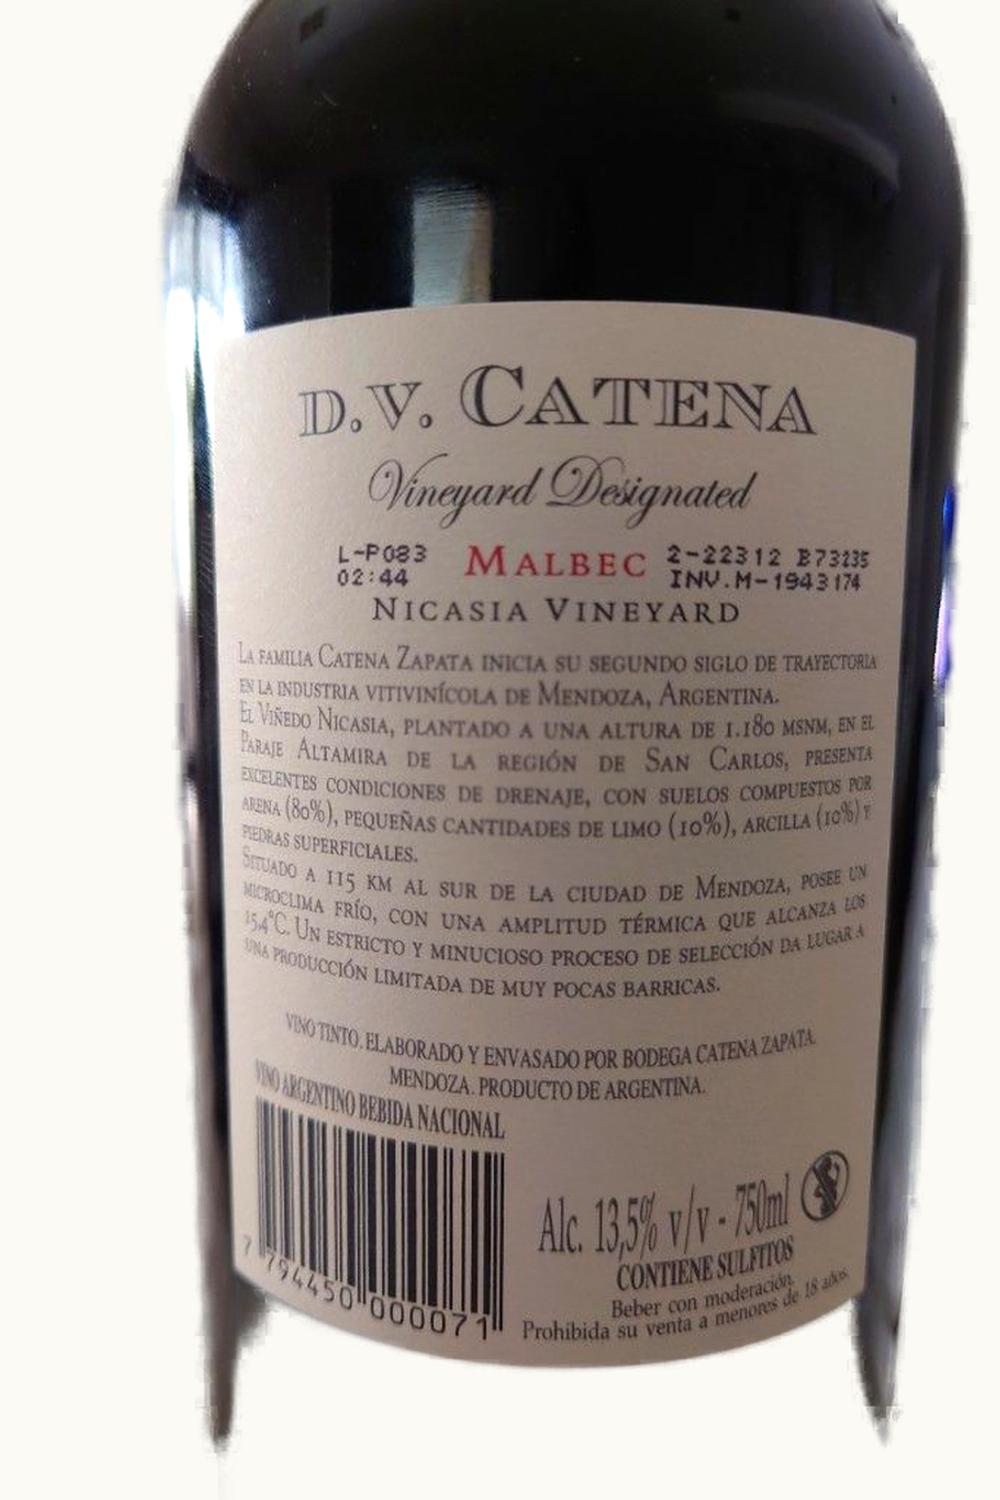 D.V. CATENA
Vineyard Designated
L-P083 MALBEC 2-22312 B73235
02:44 INV.M-1943174
NICASIA VINEYARD
LA FAMILIA CATENA ZAPATA INICIA SU SEGUNDO SIGLO DE TRAYECTORIA
EN LA INDUSTRIA VITIVINÍCOLA DE MENDOZA, ARGENTINA.
EL VIÑEDO NICASIA, PLANTADO A UNA ALTURA DE 1.180 MSNM, EN EL
PARAJE ALTAMIRA DE LA REGIÓN DE SAN CARLOS, PRESENTA
EXCELENTES CONDICIONES DE DRENAJE, CON SUELOS COMPUESTOS POR
ARENA (80%), PEQUEÑAS CANTIDADES DE LIMO (10%), ARCILLA (10%) Y
PIEDRAS SUPERFICIALES.
SITUADO A 115 KM AL SUR DE LA CIUDAD DE MENDOZA, POSEE UN
MICROCLIMA FRÍO, CON UNA AMPLITUD TÉRMICA QUE ALCANZA LOS
15,4°C. UN ESTRICTO Y MINUCIOSO PROCESO DE SELECCIÓN DA LUGAR A
UNA PRODUCCIÓN LIMITADA DE MUY POCAS BARRICAS.
VINO TINTO. ELABORADO Y ENVASADO POR BODEGA CATENA ZAPATA.
MENDOZA. PRODUCTO DE ARGENTINA.
VINO ARGENTINO BEBIDA NACIONAL
7 794450 000071
Alc. 13,5% v/v - 750ml
CONTIENE SULFITOS
Beber con moderación.
Prohibida su venta a menores de 18 años.